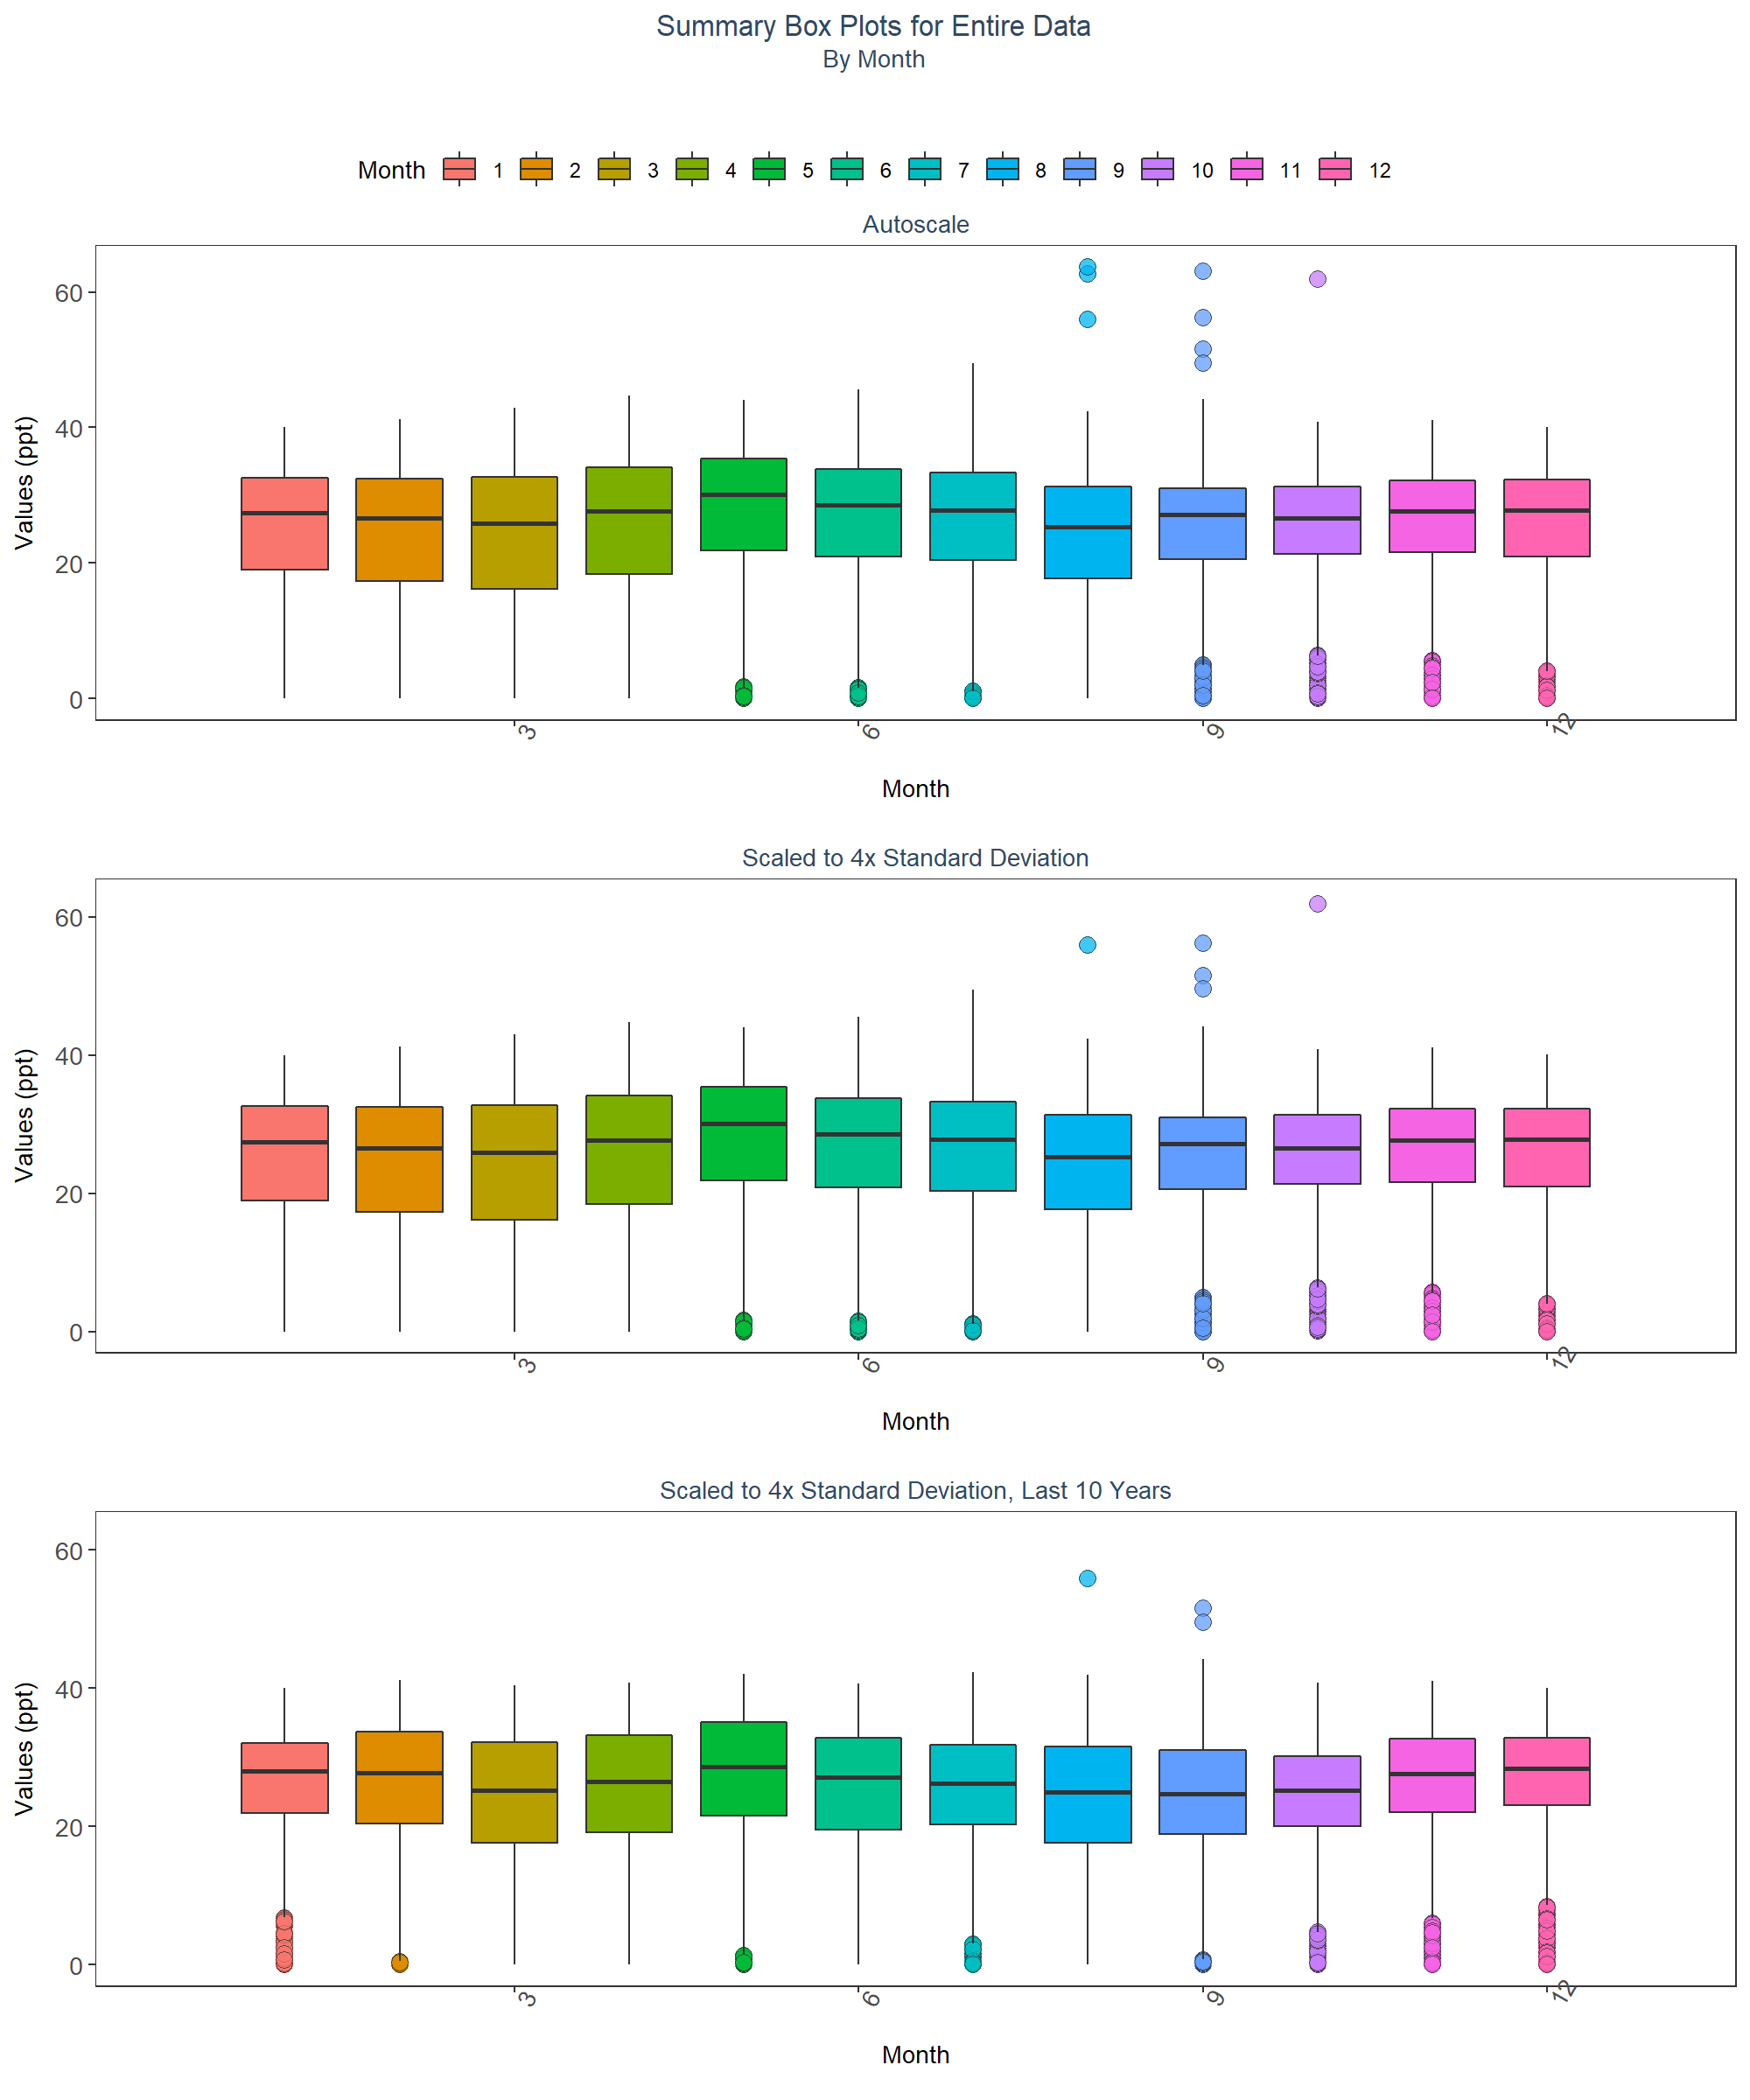 Summary Box Plots for Entire Data
By Month
Month 1 2 3 4 5 6 7 8 9 10 11 12
Autoscale
Values (ppt)
60
40
20
0
3 6 9 12
Month
Scaled to 4x Standard Deviation
Values (ppt)
60
40
20
0
3 6 9 12
Month
Scaled to 4x Standard Deviation, Last 10 Years
Values (ppt)
60
40
20
0
3 6 9 12
Month